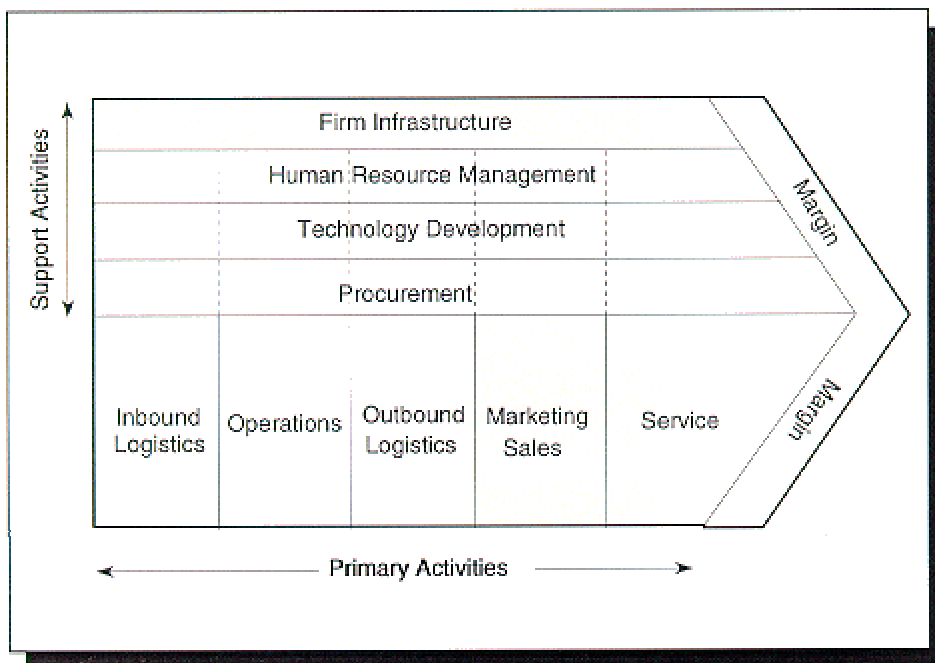 Support Activities
Firm Infrastructure
Human Resource Management
Technology Development
Procurement
Margin
Inbound
Logistics
Operations
Outbound
Logistics
Marketing
Sales
Service
Margin
Primary Activities